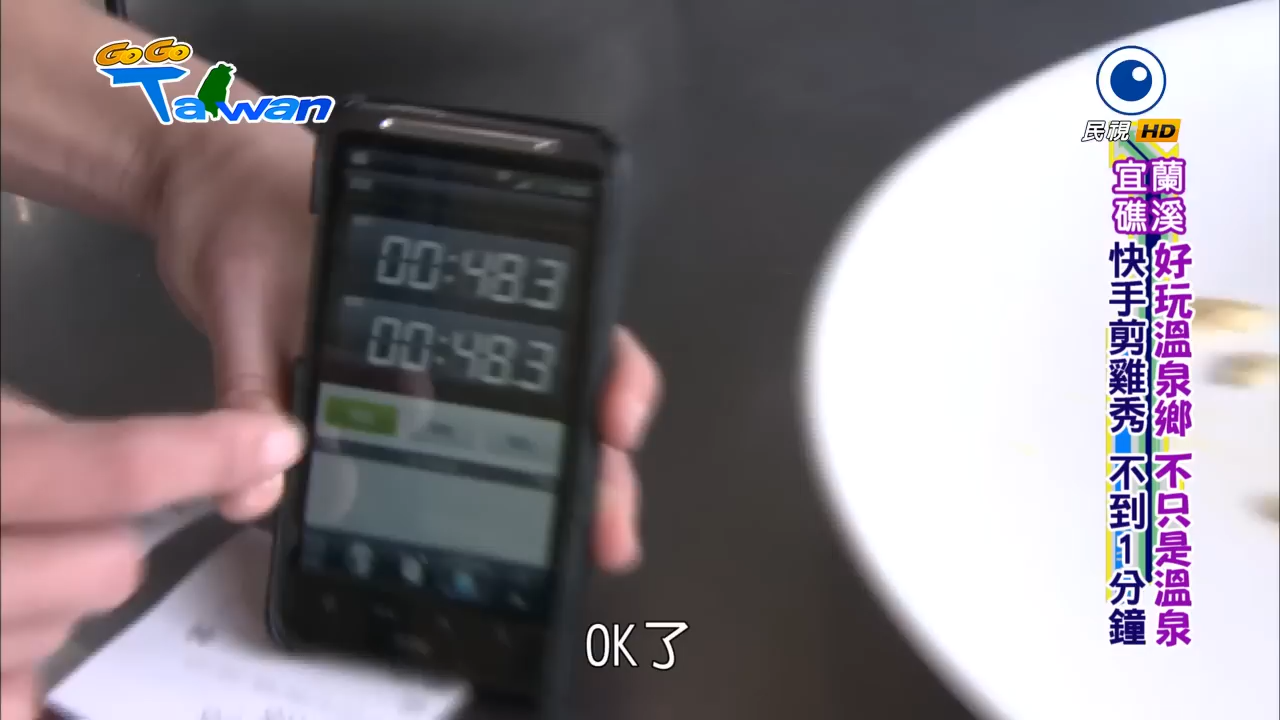 GoGo
Taiwan
民視 HD
宜蘭
礁溪
好玩溫泉鄉 不只是溫泉
快手剪雞秀 不到1分鐘
00:48.3
00:48.3
OK了